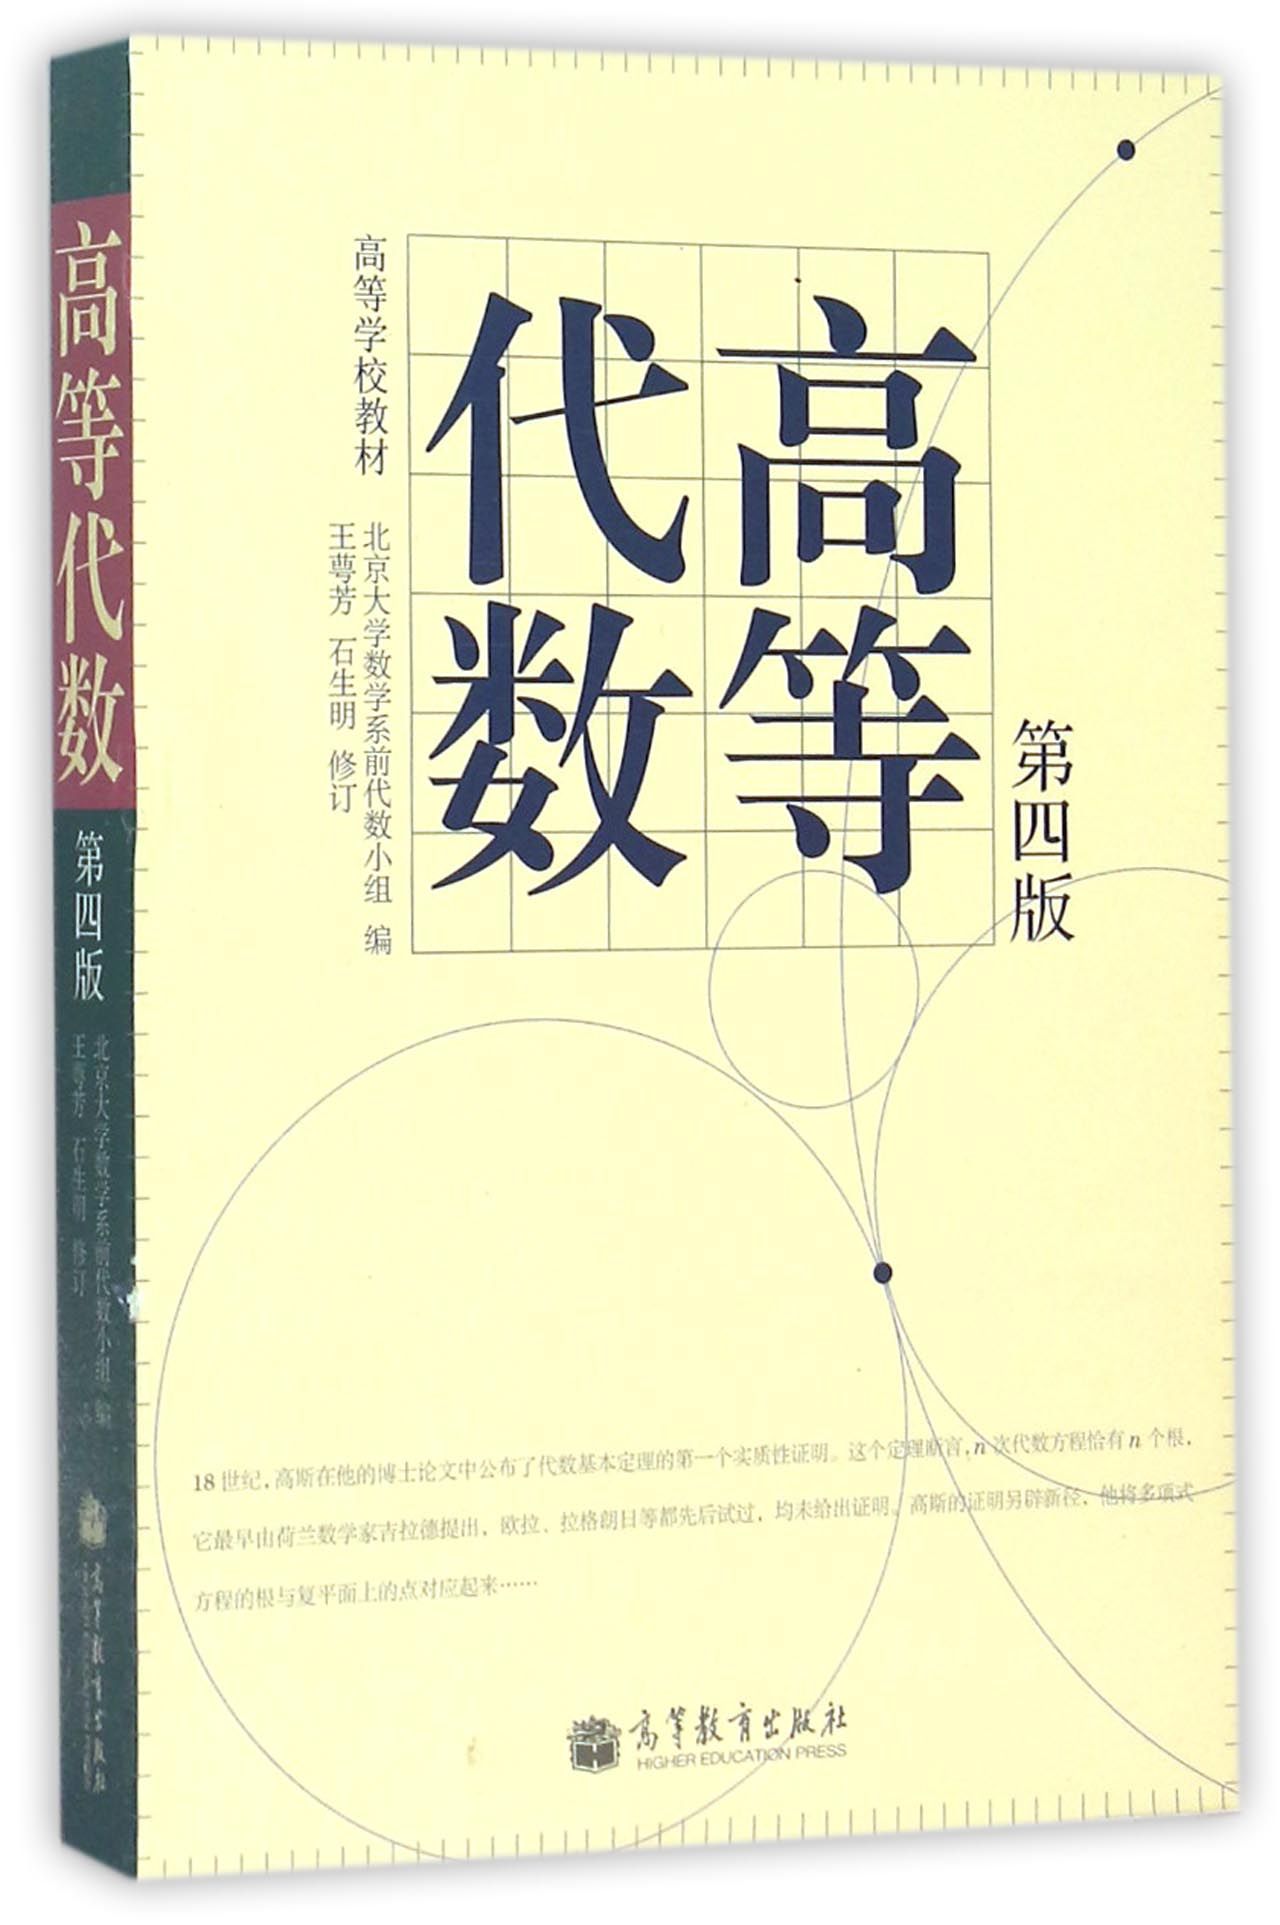 高等代数
第四版
北京大学数学系前代数小组 编
王萼芳 石生明 修订
高等教育出版社
高等
代数
第四版
高等学校教材
北京大学数学系前代数小组 编
王萼芳 石生明 修订
18世纪，高斯在他的博士论文中公布了代数基本定理的第一个实质性证明。这个定理断言，n次代数方程恰有n个根，
它最早由荷兰数学家吉拉德提出，欧拉、拉格朗日等都先后试过，均未给出证明。高斯的证明另辟新径，他将多项式
方程的根与复平面上的点对应起来……
高等教育出版社
HIGHER EDUCATION PRESS